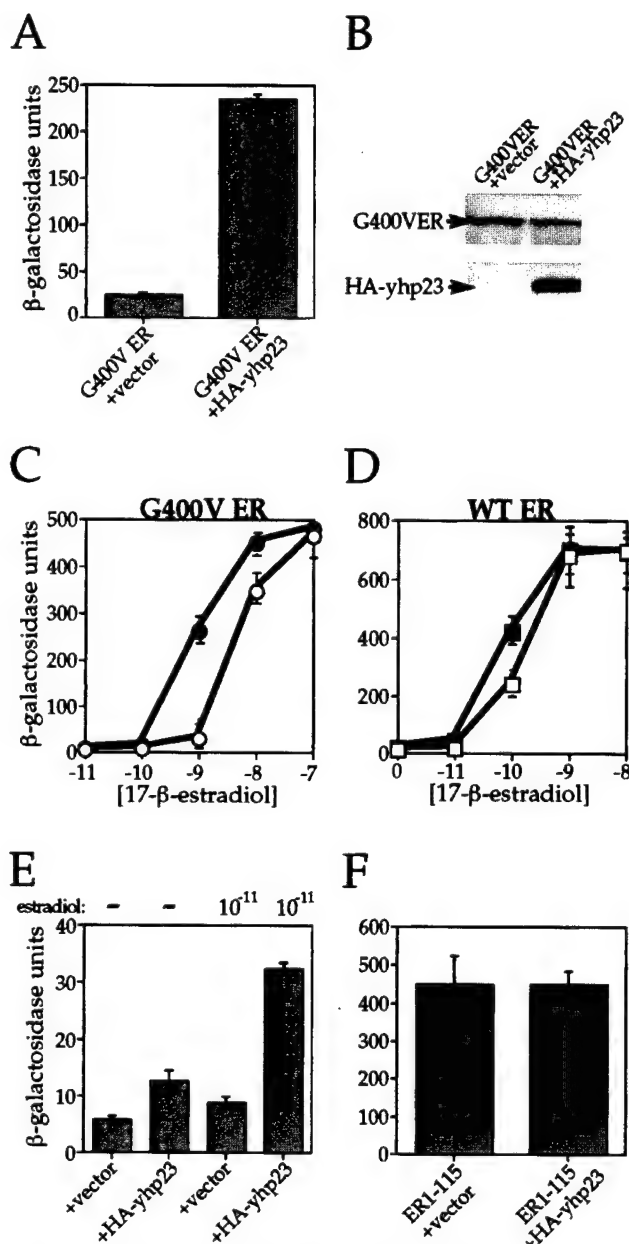 A
β-galactosidase units
250
200
150
100
50
0
G400V ER
+vector
G400V ER
+HA-yhp23
B
G400VER
+vector
G400VER
+HA-yhp23
G400VER
HA-yhp23
C
G400V ER
β-galactosidase units
500
400
300
200
100
0
-11 -10 -9 -8 -7
[17-β-estradiol]
D
WT ER
800
600
400
200
0
0 -11 -10 -9 -8
[17-β-estradiol]
E
estradiol: – – 10⁻¹¹ 10⁻¹¹
β-galactosidase units
40
30
20
10
0
+vector
+HA-yhp23
+vector
+HA-yhp23
F
600
500
400
300
200
100
0
ER1-115
+vector
ER1-115
+HA-yhp23